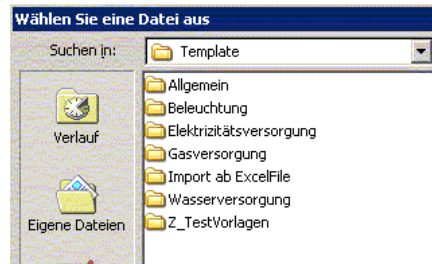 Wählen Sie eine Datei aus
Suchen in: Template
Allgemein
Beleuchtung
Elektrizitätsversorgung
Gasversorgung
Import ab ExcelFile
Wasserversorgung
Z_TestVorlagen
Verlauf
Eigene Dateien